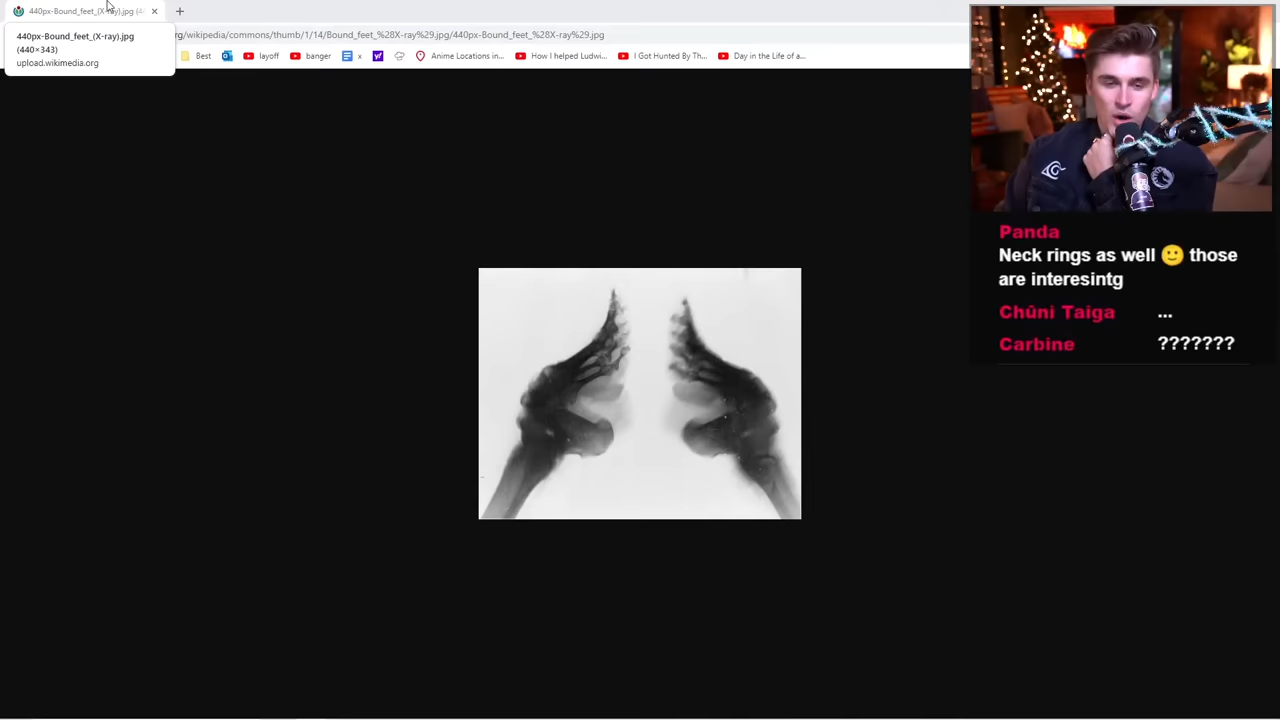 440px-Bound_feet_(X-ray).jpg (44
440px-Bound_feet_(X-ray).jpg
(440×343)
upload.wikimedia.org
rg/wikipedia/commons/thumb/1/14/Bound_feet_%28X-ray%29.jpg/440px-Bound_feet_%28X-ray%29.jpg
Best layoff banger x Anime Locations in... How I helped Ludwi... I Got Hunted By Th... Day in the Life of a...
Panda
Neck rings as well 🙂 those
are interesintg
Chûni Taiga ...
Carbine ???????